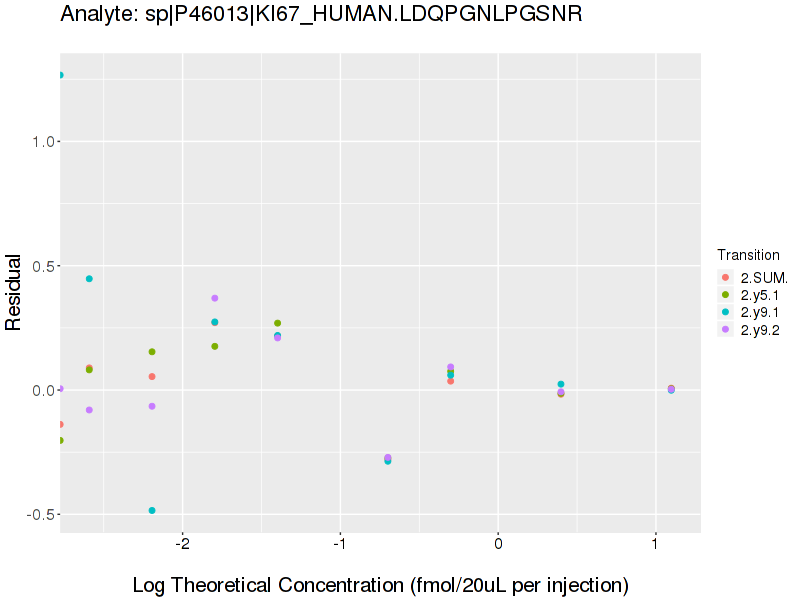 Analyte: sp|P46013|KI67_HUMAN.LDQPGNLPGSNR
1.0
0.5
0.0
-0.5
Residual
-2 -1 0 1
Log Theoretical Concentration (fmol/20uL per injection)
Transition
2.SUM.
2.y5.1
2.y9.1
2.y9.2